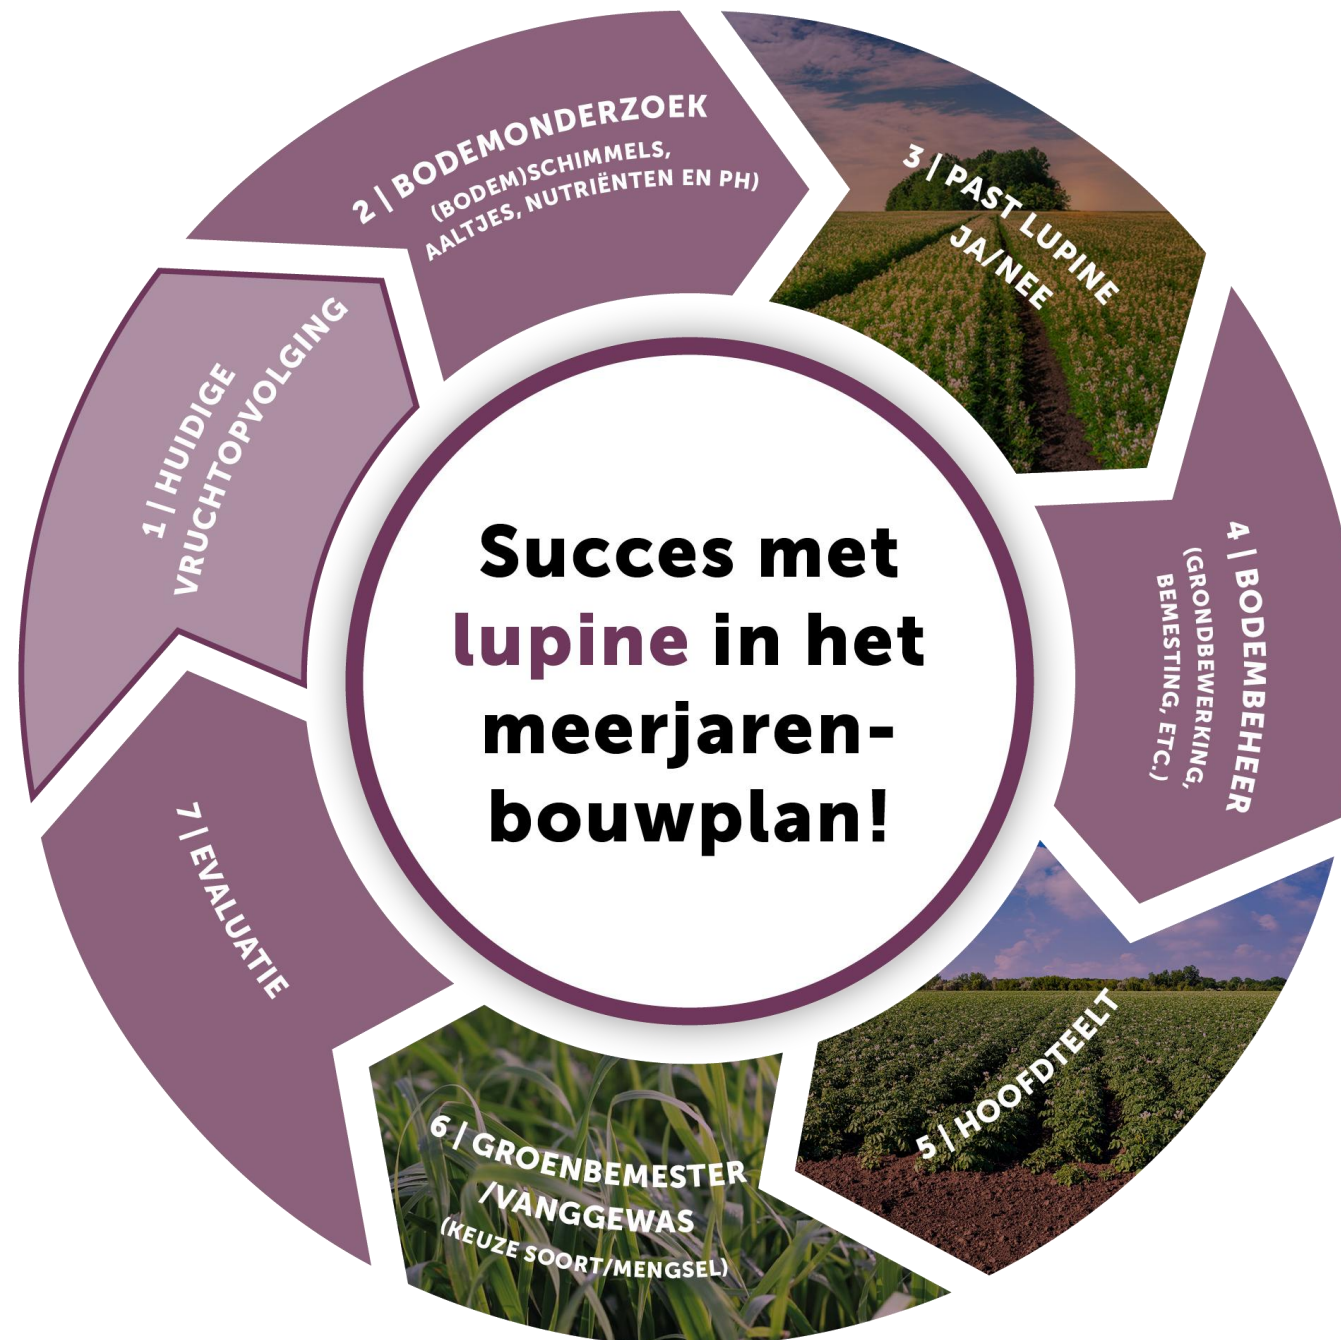 1 | HUIDIGE
VRUCHTOPVOLGING
2 | BODEMONDERZOEK
(BODEM)SCHIMMELS,
AALTJES, NUTRIËNTEN EN PH)
3 | PAST LUPINE
JA/NEE
4 | BODEMBEHEER
(GRONDBEWERKING,
BEMESTING, ETC.)
5 | HOOFDTEELT
6 | GROENBEMESTER
/VANGGEWAS
(KEUZE SOORT/MENGSEL)
7 | EVALUATIE
Succes met
lupine in het
meerjaren-
bouwplan!